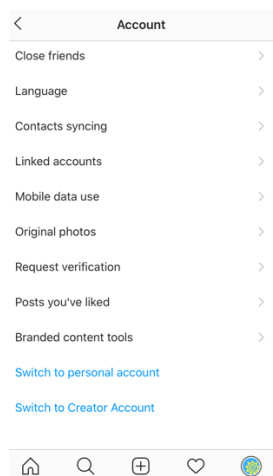 Account
Close friends
Language
Contacts syncing
Linked accounts
Mobile data use
Original photos
Request verification
Posts you've liked
Branded content tools
Switch to personal account
Switch to Creator Account